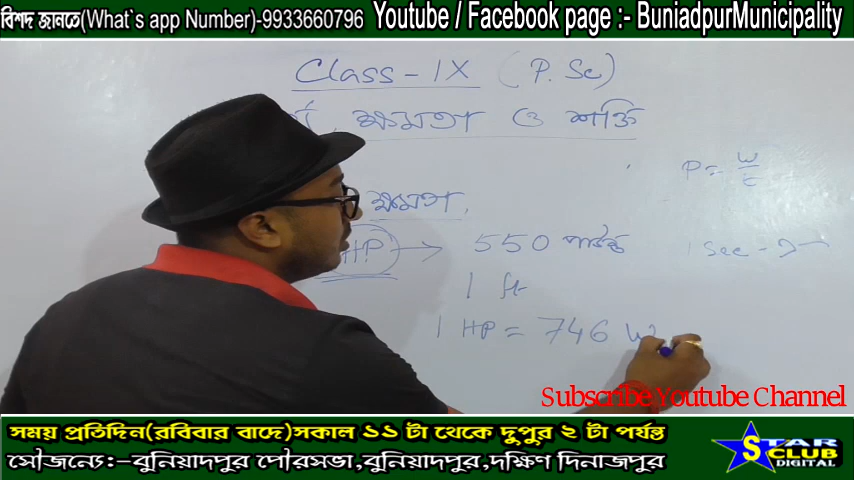 বিশদ জানতে(What`s app Number)-9933660796 Youtube / Facebook page :- BuniadpurMunicipality
Class - IX (P. Sc)
ক্ষমতা ও শক্তি
P = W/t
ক্ষমতা
HP → 550 পাউন্ড
1 Sec - এ
1 ft
1 HP = 746 W
Subscribe Youtube Channel
সময় প্রতিদিন(রবিবার বাদে)সকাল ১১ টা থেকে দুপুর ২ টা পর্যন্ত
সৌজন্যে:-বুনিয়াদপুর পৌরসভা,বুনিয়াদপুর,দক্ষিণ দিনাজপুর
STAR CLUB DIGITAL